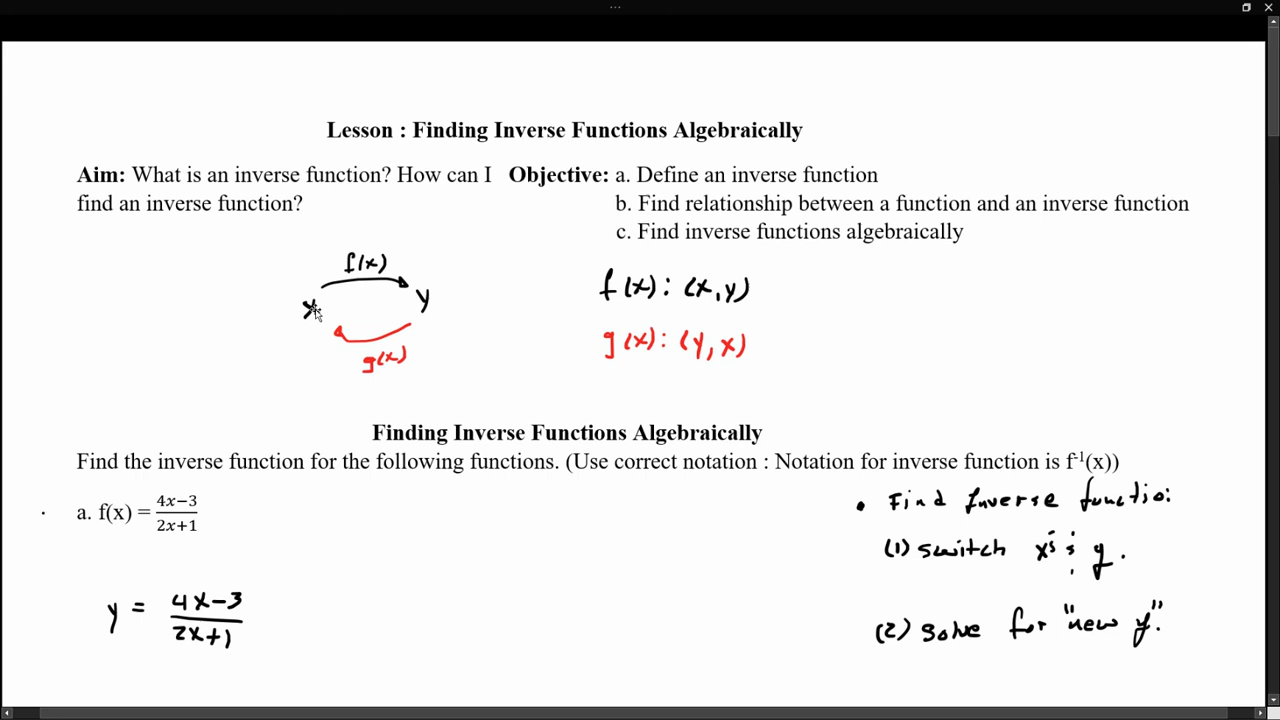 Lesson : Finding Inverse Functions Algebraically
Aim: What is an inverse function? How can I
find an inverse function?
Objective: a. Define an inverse function
b. Find relationship between a function and an inverse function
c. Find inverse functions algebraically
f(x)
x
y
g(x)
f(x): (x,y)
g(x): (y,x)
Finding Inverse Functions Algebraically
Find the inverse function for the following functions. (Use correct notation : Notation for inverse function is f⁻¹(x))
a. f(x) = 4x−3
2x+1
y = 4x-3
2x+1
• Find Inverse functio:
(1) switch x's & y.
(2) solve for "new y".